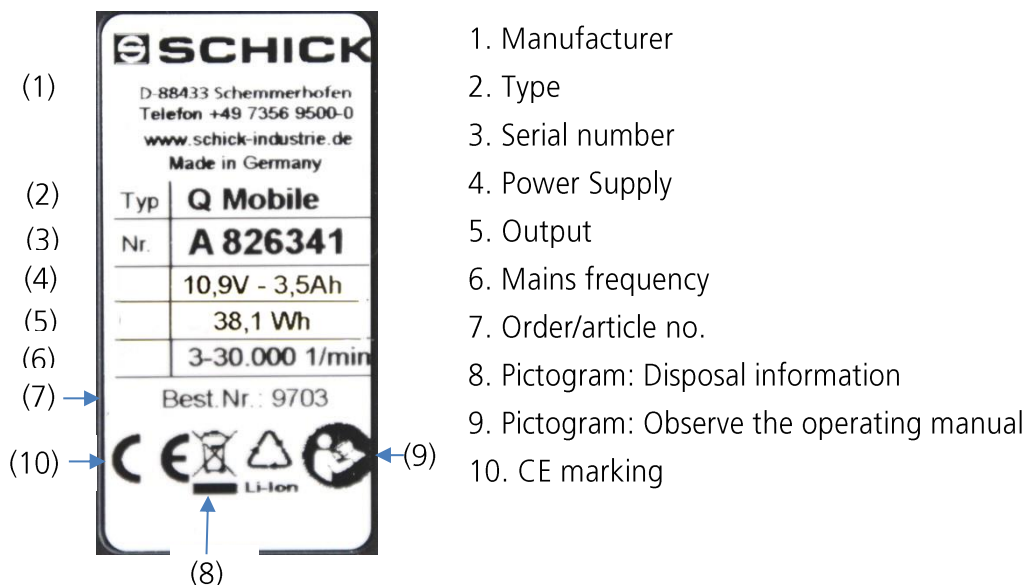 SCHICK
(1)
D-88433 Schemmerhofen
Telefon +49 7356 9500-0
www.schick-industrie.de
Made in Germany
(2) Typ Q Mobile
(3) Nr. A 826341
(4) 10,9V - 3,5Ah
(5) 38,1 Wh
(6) 3-30.000 1/min
(7) Best.Nr.: 9703
(10) CE (9)
Li-Ion
(8)
1. Manufacturer
2. Type
3. Serial number
4. Power Supply
5. Output
6. Mains frequency
7. Order/article no.
8. Pictogram: Disposal information
9. Pictogram: Observe the operating manual
10. CE marking